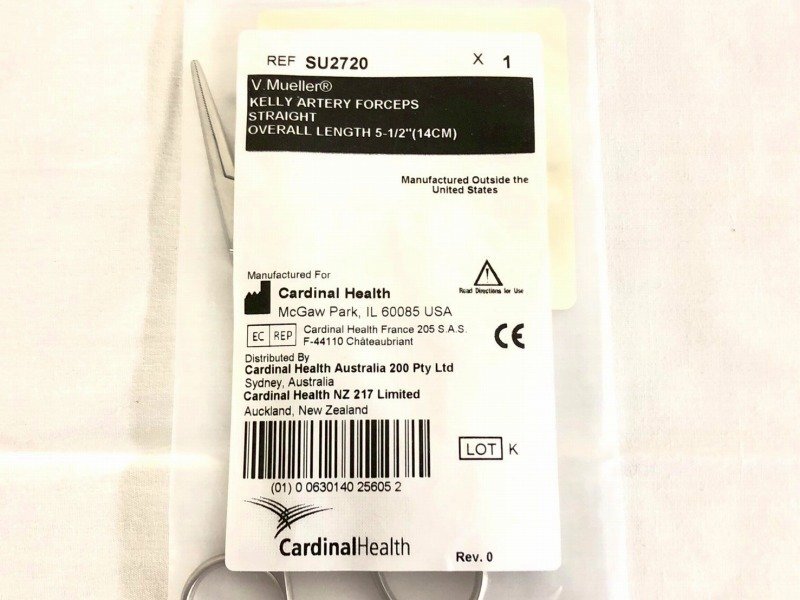 REF SU2720 X 1
V.Mueller®
KELLY ARTERY FORCEPS
STRAIGHT
OVERALL LENGTH 5-1/2"(14CM)
Manufactured Outside the
United States
Manufactured For
Cardinal Health
McGaw Park, IL 60085 USA
Read Directions for Use
EC REP Cardinal Health France 205 S.A.S.
F-44110 Châteaubriant
CE
Distributed By
Cardinal Health Australia 200 Pty Ltd
Sydney, Australia
Cardinal Health NZ 217 Limited
Auckland, New Zealand
LOT K
(01) 0 0630140 25605 2
CardinalHealth
Rev. 0